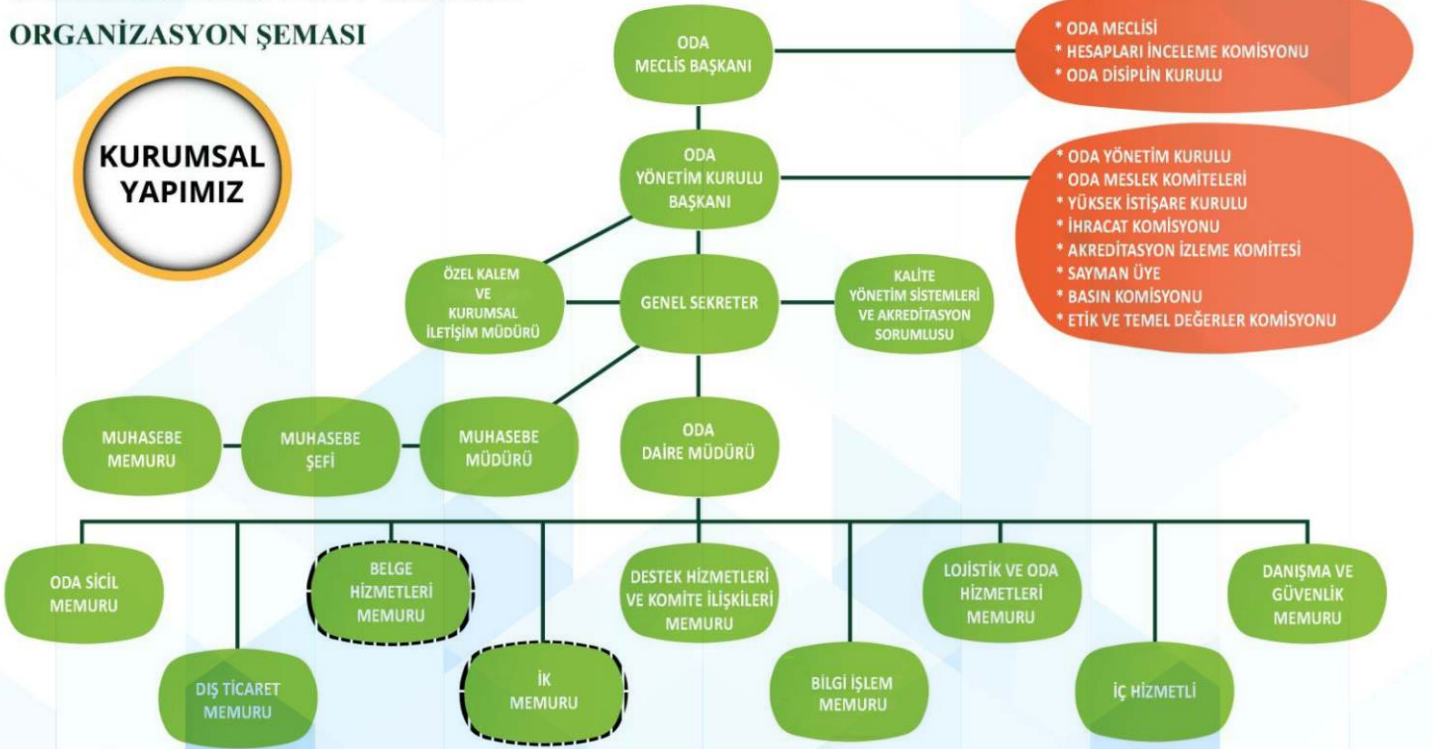 ORGANİZASYON ŞEMASI
KURUMSAL
YAPIMIZ
ODA
MECLİS BAŞKANI
* ODA MECLİSİ
* HESAPLARI İNCELEME KOMİSYONU
* ODA DİSİPLİN KURULU
ODA
YÖNETİM KURULU
BAŞKANI
* ODA YÖNETİM KURULU
* ODA MESLEK KOMİTELERİ
* YÜKSEK İSTİŞARE KURULU
* İHRACAT KOMİSYONU
* AKREDİTASYON İZLEME KOMİTESİ
* SAYMAN ÜYE
* BASIN KOMİSYONU
* ETİK VE TEMEL DEĞERLER KOMİSYONU
ÖZEL KALEM
VE
KURUMSAL
İLETİŞİM MÜDÜRÜ
GENEL SEKRETER
KALİTE
YÖNETİM SİSTEMLERİ
VE AKREDİTASYON
SORUMLUSU
MUHASEBE
MEMURU
MUHASEBE
ŞEFİ
MUHASEBE
MÜDÜRÜ
ODA
DAİRE MÜDÜRÜ
ODA SİCİL
MEMURU
DIŞ TİCARET
MEMURU
BELGE
HİZMETLERİ
MEMURU
İK
MEMURU
DESTEK HİZMETLERİ
VE KOMİTE İLİŞKİLERİ
MEMURU
BİLGİ İŞLEM
MEMURU
LOJİSTİK VE ODA
HİZMETLERİ
MEMURU
İÇ HİZMETLİ
DANIŞMA VE
GÜVENLİK
MEMURU